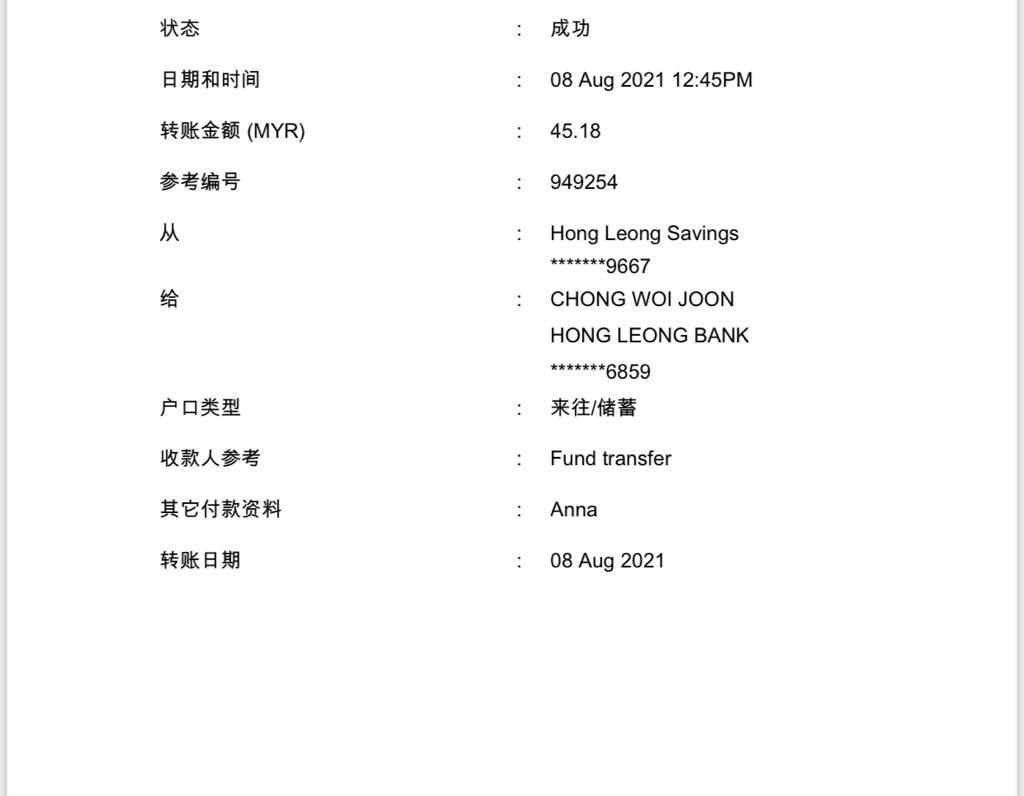 状态 : 成功
日期和时间 : 08 Aug 2021 12:45PM
转账金额 (MYR) : 45.18
参考编号 : 949254
从 : Hong Leong Savings
*******9667
给 : CHONG WOI JOON
HONG LEONG BANK
*******6859
户口类型 : 来往/储蓄
收款人参考 : Fund transfer
其它付款资料 : Anna
转账日期 : 08 Aug 2021